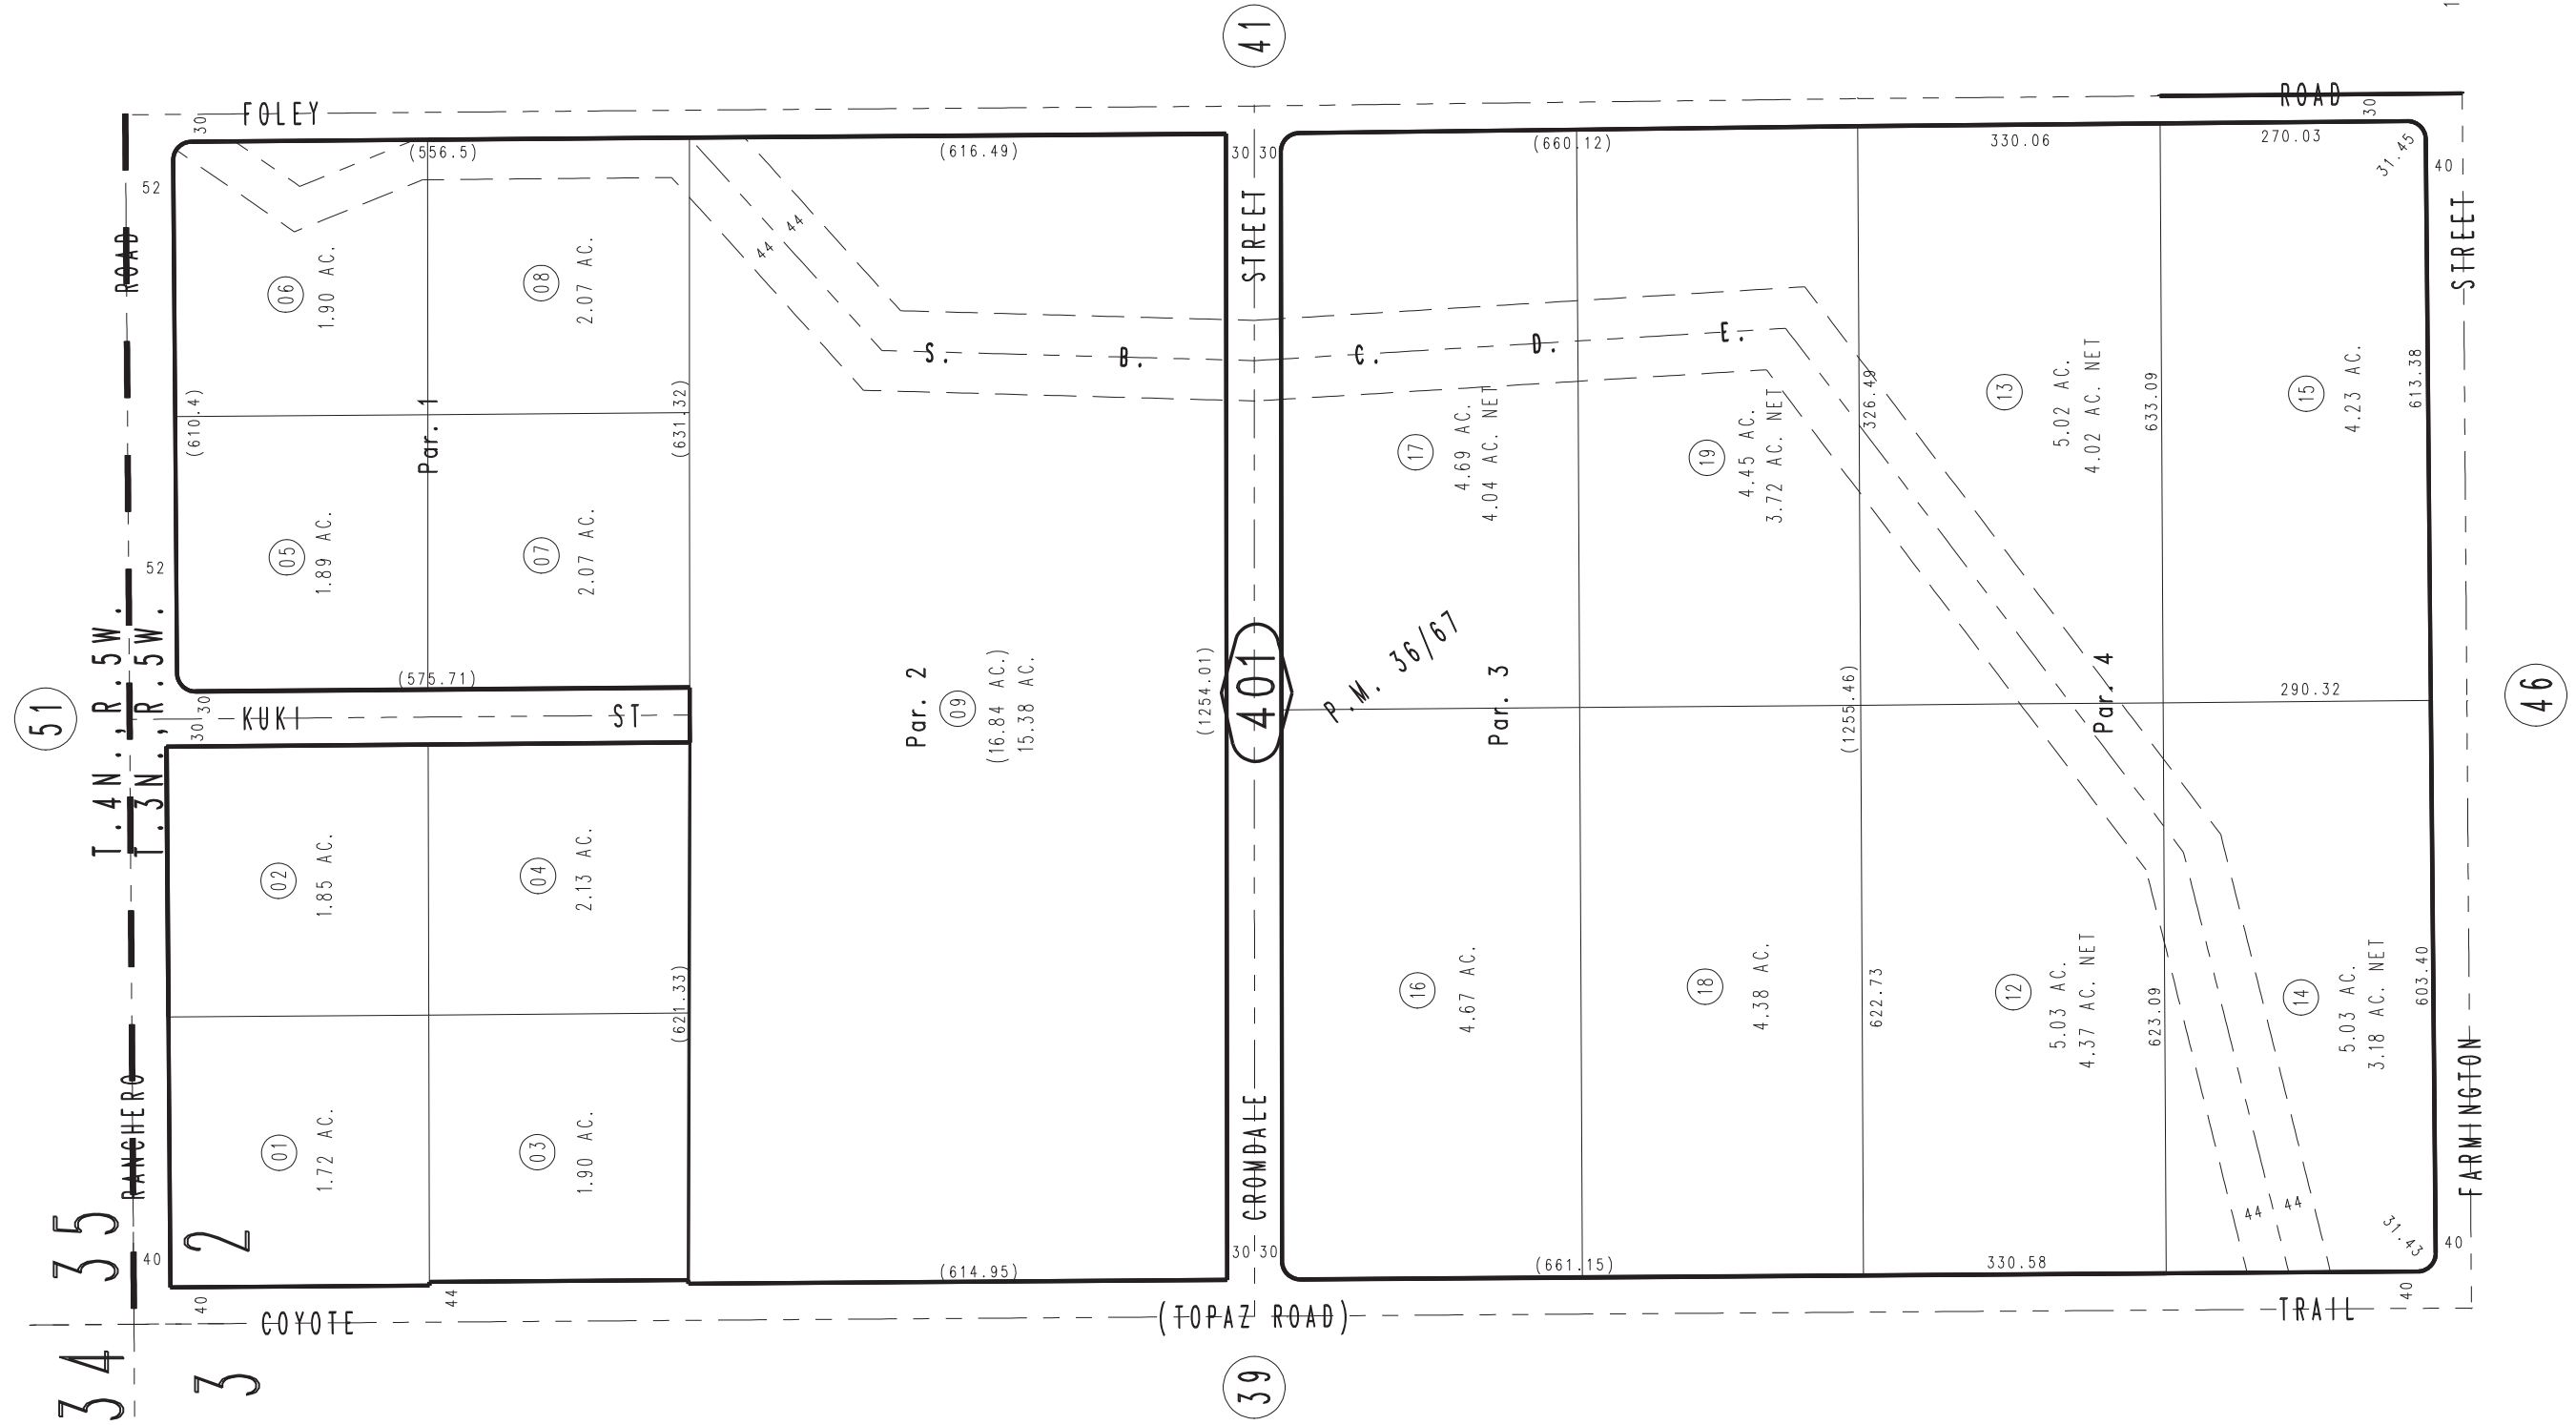 41
FOLEY
ROAD
30
30
(556.5)
(616.49)
30
30
(660.12)
330.06
270.03
31.45
40
52
ROAD
STREET
STREET
44
44
06
1.90 AC.
08
2.07 AC.
S.
B.
C.
D.
E.
(610.4)
Par. 1
(631.32)
17
4.69 AC.
4.04 AC. NET
19
4.45 AC.
3.72 AC. NET
326.49
13
5.02 AC.
4.02 AC. NET
633.09
15
4.23 AC.
613.38
52
05
1.89 AC.
07
2.07 AC.
T.4N.,R.5W.
T.3N.,R.5W.
51
(575.71)
30
30
KUKI
ST
Par. 2
09
(16.84 AC.)
15.38 AC.
(1254.01)
401
P.M. 36/67
Par. 3
(1255.46)
Par. 4
290.32
46
02
1.85 AC.
04
2.13 AC.
(621.33)
16
4.67 AC.
18
4.38 AC.
622.73
12
5.03 AC.
4.37 AC. NET
623.09
14
5.03 AC.
3.18 AC. NET
603.40
RANCHERO
01
1.72 AC.
03
1.90 AC.
CROMDALE
FARMINGTON
35
2
40
44
44
31.43
40
(614.95)
30
30
(661.15)
330.58
40
44
40
COYOTE
(TOPAZ ROAD)
TRAIL
34
3
39